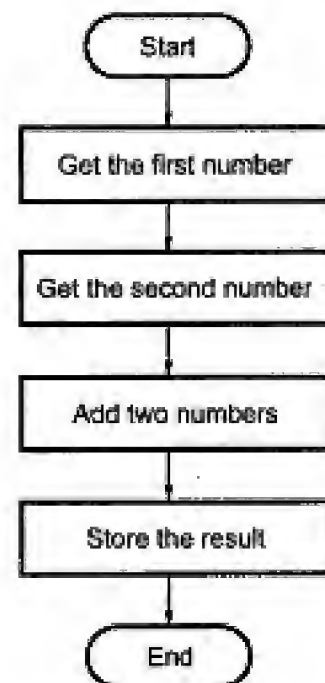 Start
Get the first number
Get the second number
Add two numbers
Store the result
End